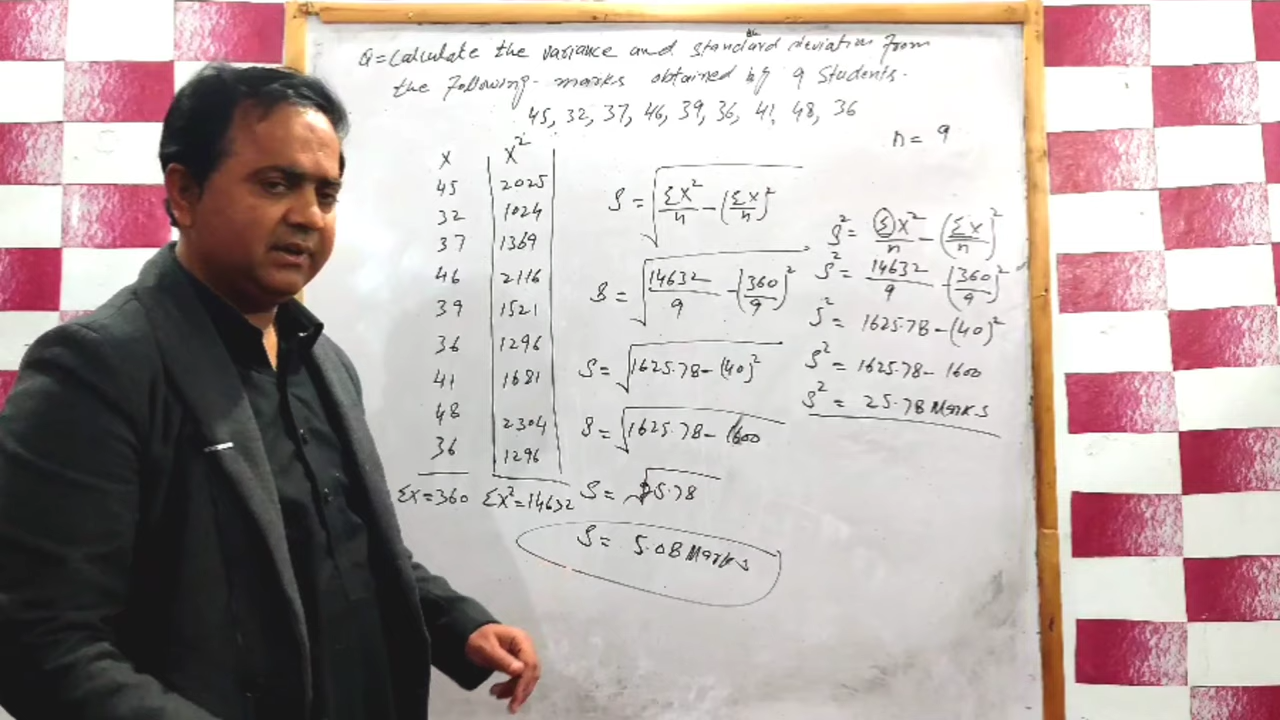 Q=Calculate the variance and standard deviation from
the following marks obtained by 9 Students.
45, 32, 37, 46, 39, 36, 41, 48, 36
n = 9
X X²
45 2025
32 1024
37 1369
46 2116
39 1521
36 1296
41 1681
48 2304
36 1296
ΣX=360 ΣX²=14632
S = √(ΣX²/n - (ΣX/n)²)
S = √(14632/9 - (360/9)²)
S = √(1625.78 - (40)²)
S = √(1625.78 - 1600)
S = √25.78
S = 5.08 Marks
S² = ΣX²/n - (ΣX/n)²
S² = 14632/9 - (360/9)²
S² = 1625.78 - (40)²
S² = 1625.78 - 1600
S² = 25.78 Marks